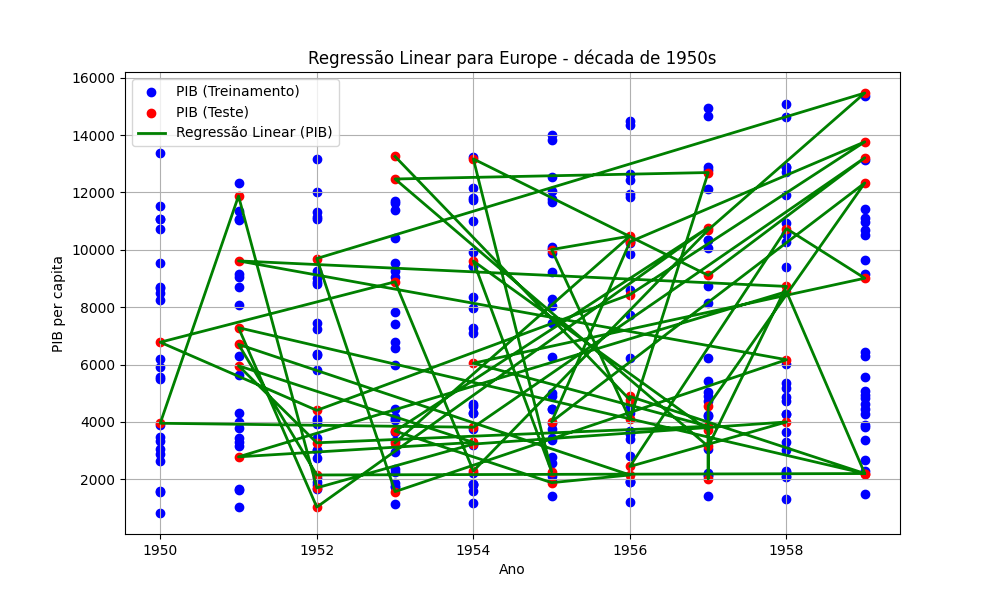 Regressão Linear para Europe - década de 1950s
PIB (Treinamento)
PIB (Teste)
Regressão Linear (PIB)
16000
14000
12000
10000
8000
6000
4000
2000
PIB per capita
1950
1952
1954
1956
1958
Ano